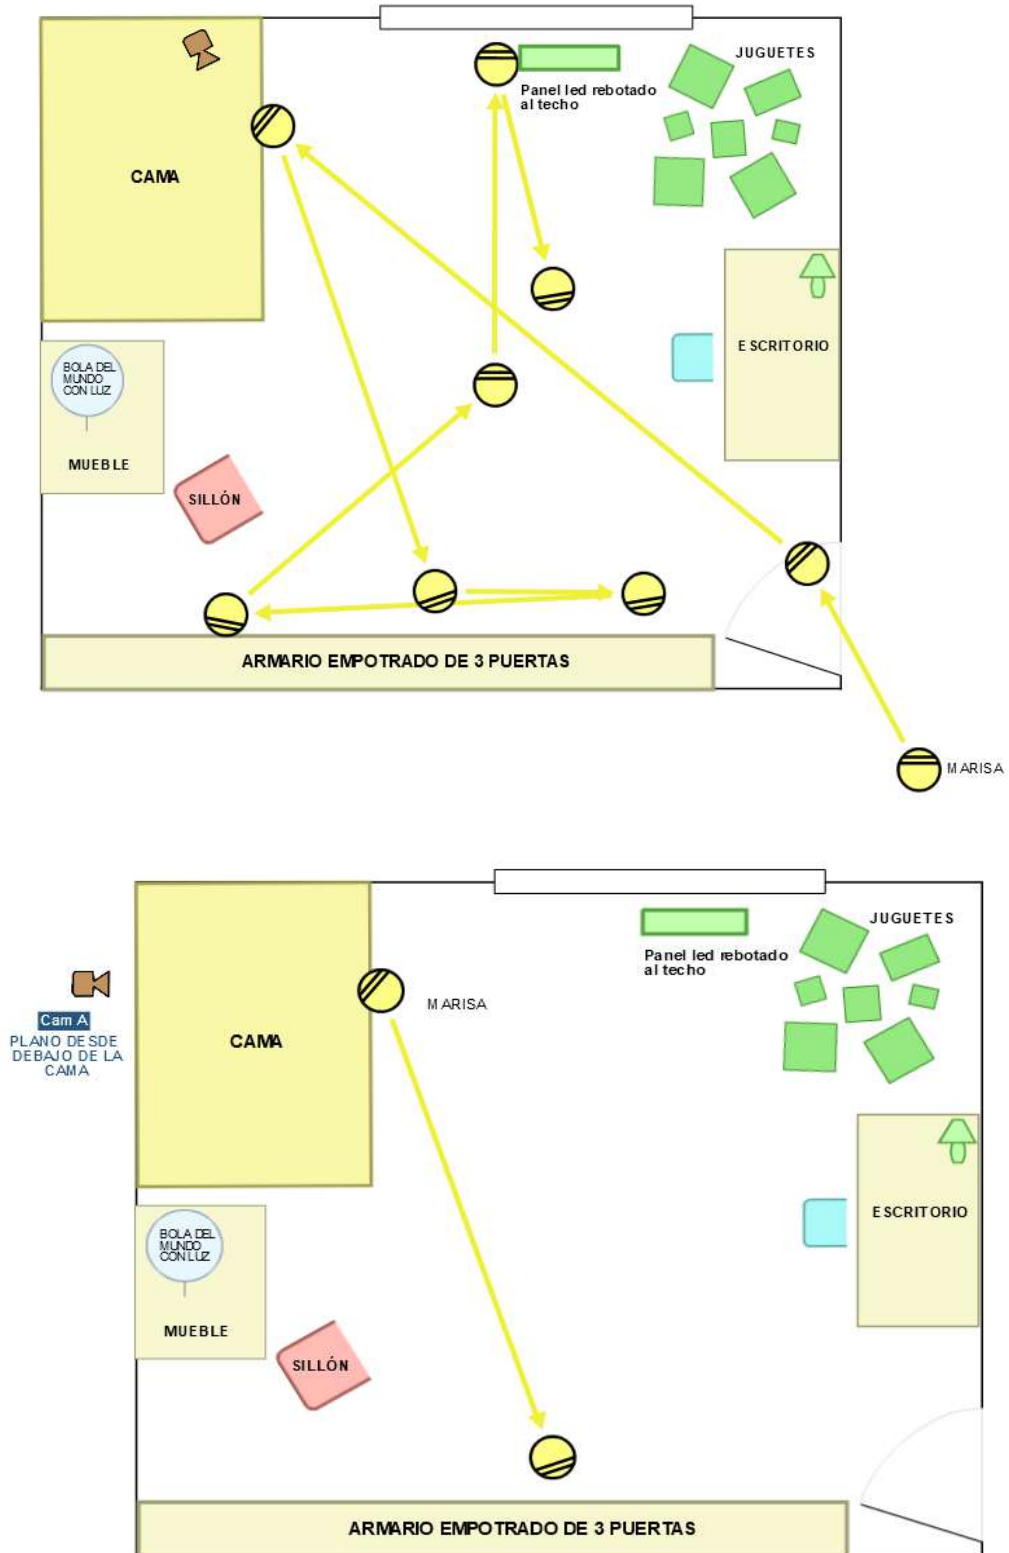 JUGUETES
Panel led rebotado
al techo
CAMA
BOLA DEL
MUNDO
CON LUZ
ESCRITORIO
MUEBLE
SILLÓN
ARMARIO EMPOTRADO DE 3 PUERTAS
MARISA
JUGUETES
Panel led rebotado
al techo
MARISA
Cam A
PLANO DESDE
DEBAJO DE LA
CAMA
CAMA
BOLA DEL
MUNDO
CON LUZ
ESCRITORIO
MUEBLE
SILLÓN
ARMARIO EMPOTRADO DE 3 PUERTAS